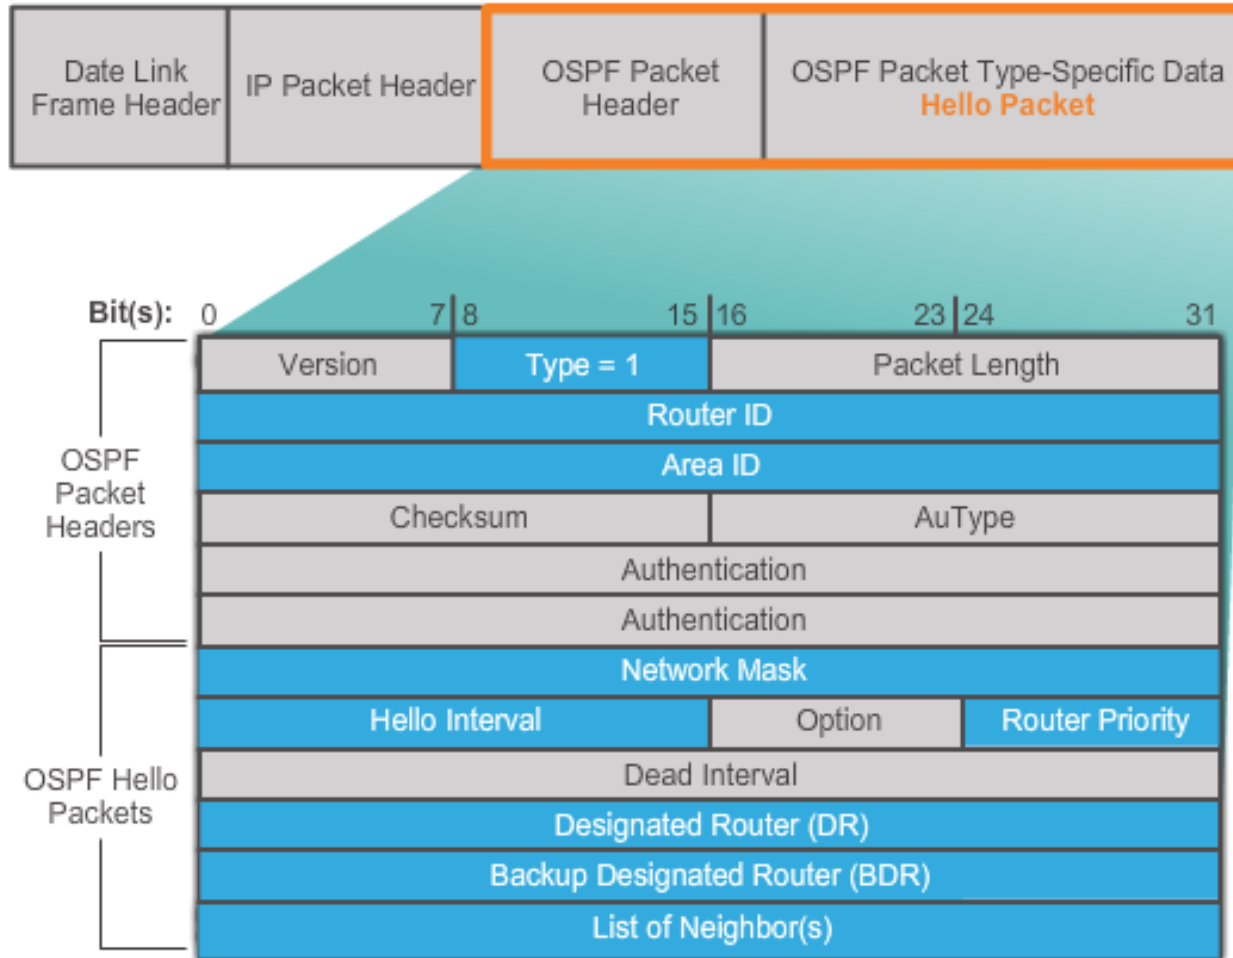 Date Link
Frame Header
IP Packet Header
OSPF Packet
Header
OSPF Packet Type-Specific Data
Hello Packet
Bit(s): 0 7 8 15 16 23 24 31
OSPF
Packet
Headers
Version Type = 1 Packet Length
Router ID
Area ID
Checksum AuType
Authentication
Authentication
OSPF Hello
Packets
Network Mask
Hello Interval Option Router Priority
Dead Interval
Designated Router (DR)
Backup Designated Router (BDR)
List of Neighbor(s)